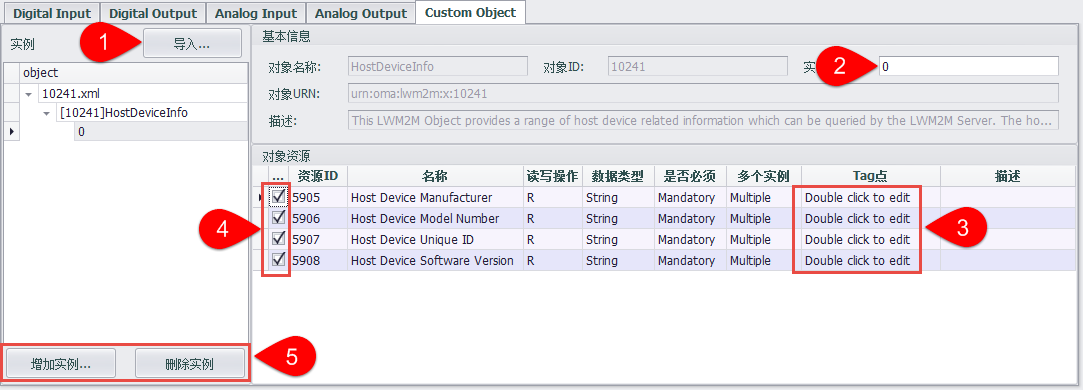 Digital Input Digital Output Analog Input Analog Output Custom Object
实例 1 导入...
object
10241.xml
[10241]HostDeviceInfo
0
增加实例... 删除实例 5
基本信息
对象名称: HostDeviceInfo 对象ID: 10241 实 2 0
对象URN: urn:oma:lwm2m:x:10241
描述: This LWM2M Object provides a range of host device related information which can be queried by the LWM2M Server. The ho...
对象资源
... 资源ID 名称 读写操作 数据类型 是否必须 多个实例 Tag点 描述
5905 Host Device Manufacturer R String Mandatory Multiple Double click to edit
5906 Host Device Model Number R String Mandatory Multiple Double click to edit
5907 Host Device Unique ID R String Mandatory Multiple Double click to edit
5908 Host Device Software Version R String Mandatory Multiple Double click to edit
4 3